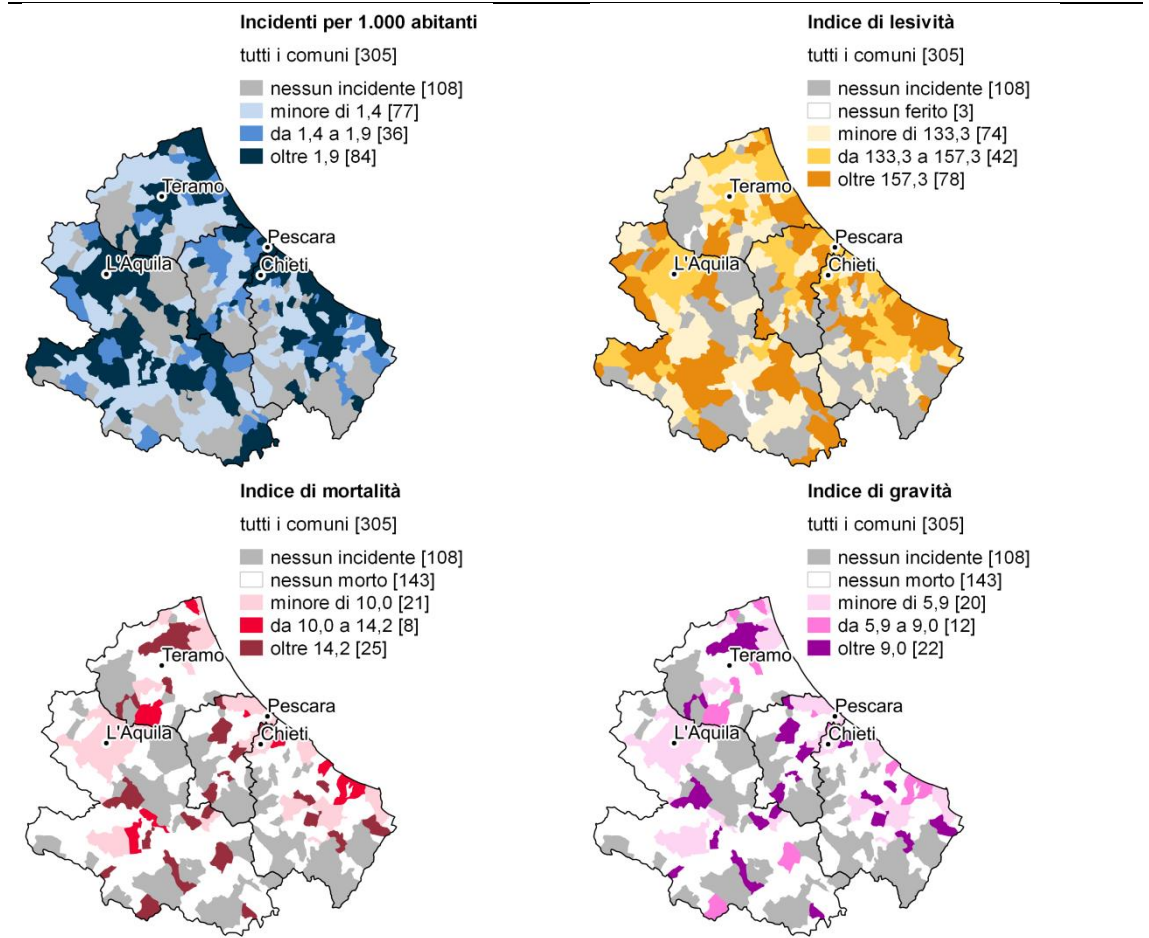 Incidenti per 1.000 abitanti
tutti i comuni [305]
nessun incidente [108]
minore di 1,4 [77]
da 1,4 a 1,9 [36]
oltre 1,9 [84]
Teramo
Pescara
L'Aquila
Chieti
Indice di lesività
tutti i comuni [305]
nessun incidente [108]
nessun ferito [3]
minore di 133,3 [74]
da 133,3 a 157,3 [42]
oltre 157,3 [78]
Teramo
Pescara
L'Aquila
Chieti
Indice di mortalità
tutti i comuni [305]
nessun incidente [108]
nessun morto [143]
minore di 10,0 [21]
da 10,0 a 14,2 [8]
oltre 14,2 [25]
Teramo
Pescara
L'Aquila
Chieti
Indice di gravità
tutti i comuni [305]
nessun incidente [108]
nessun morto [143]
minore di 5,9 [20]
da 5,9 a 9,0 [12]
oltre 9,0 [22]
Teramo
Pescara
L'Aquila
Chieti